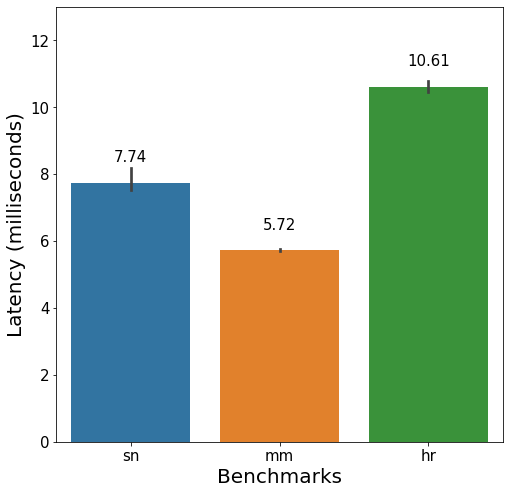 Latency (milliseconds)
12
10
8
6
4
2
0
7.74
5.72
10.61
sn
mm
hr
Benchmarks